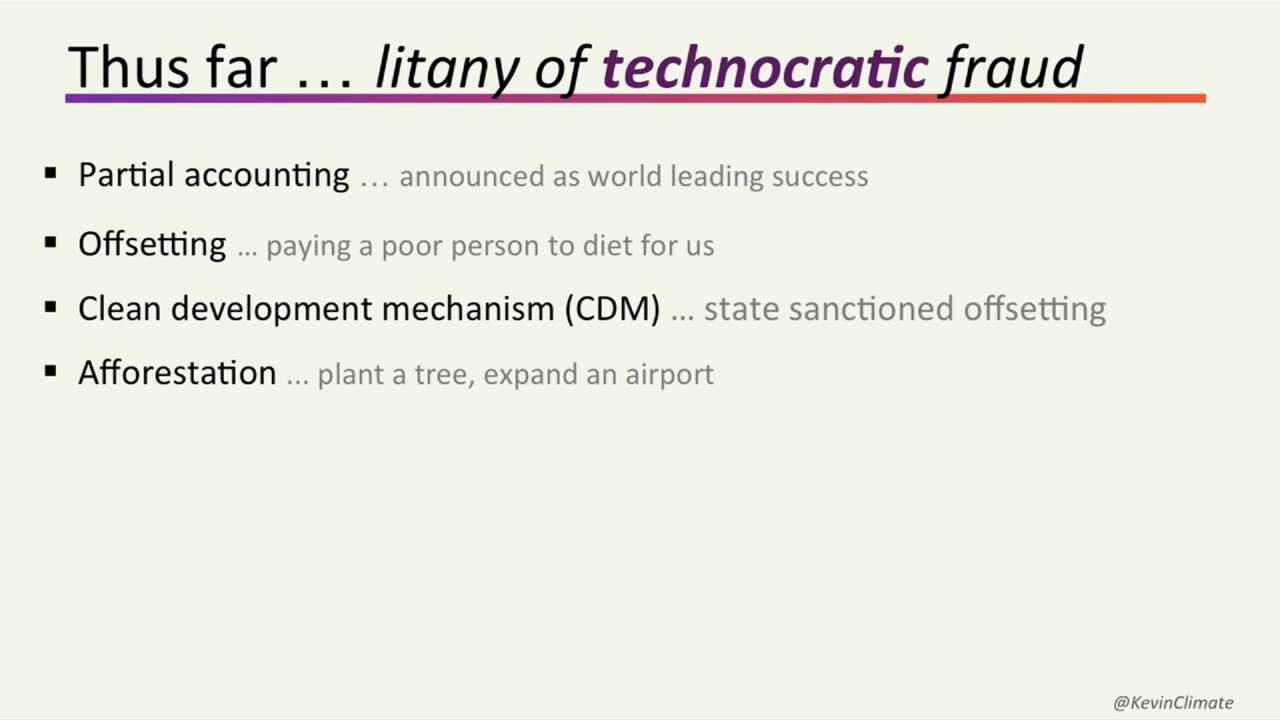 Thus far … litany of technocratic fraud
▪ Partial accounting … announced as world leading success
▪ Offsetting ... paying a poor person to diet for us
▪ Clean development mechanism (CDM) ... state sanctioned offsetting
▪ Afforestation ... plant a tree, expand an airport
@KevinClimate